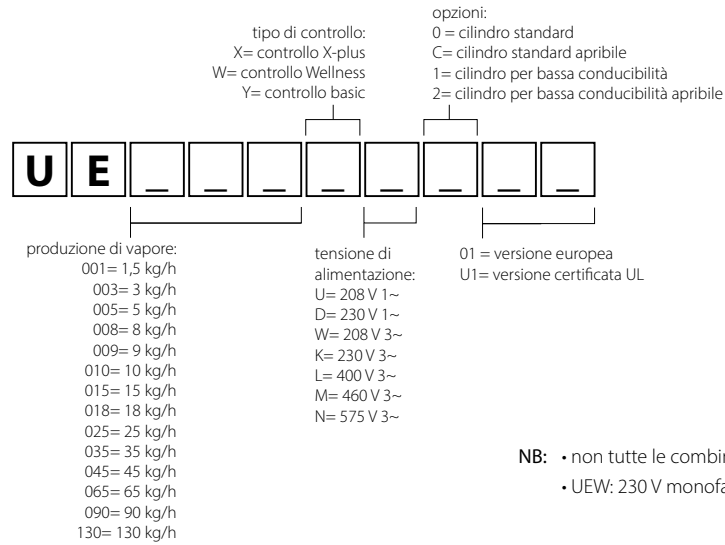 opzioni:
0 = cilindro standard
C= cilindro standard apribile
1= cilindro per bassa conducibilità
2= cilindro per bassa conducibilità apribile
tipo di controllo:
X= controllo X-plus
W= controllo Wellness
Y= controllo basic
U E _ _ _ _ _ _ _ _
produzione di vapore:
001= 1,5 kg/h
003= 3 kg/h
005= 5 kg/h
008= 8 kg/h
009= 9 kg/h
010= 10 kg/h
015= 15 kg/h
018= 18 kg/h
025= 25 kg/h
035= 35 kg/h
045= 45 kg/h
065= 65 kg/h
090= 90 kg/h
130= 130 kg/h
tensione di
alimentazione:
U= 208 V 1~
D= 230 V 1~
W= 208 V 3~
K= 230 V 3~
L= 400 V 3~
M= 460 V 3~
N= 575 V 3~
01 = versione europea
U1= versione certificata UL
NB: • non tutte le
• UEW: 230 V